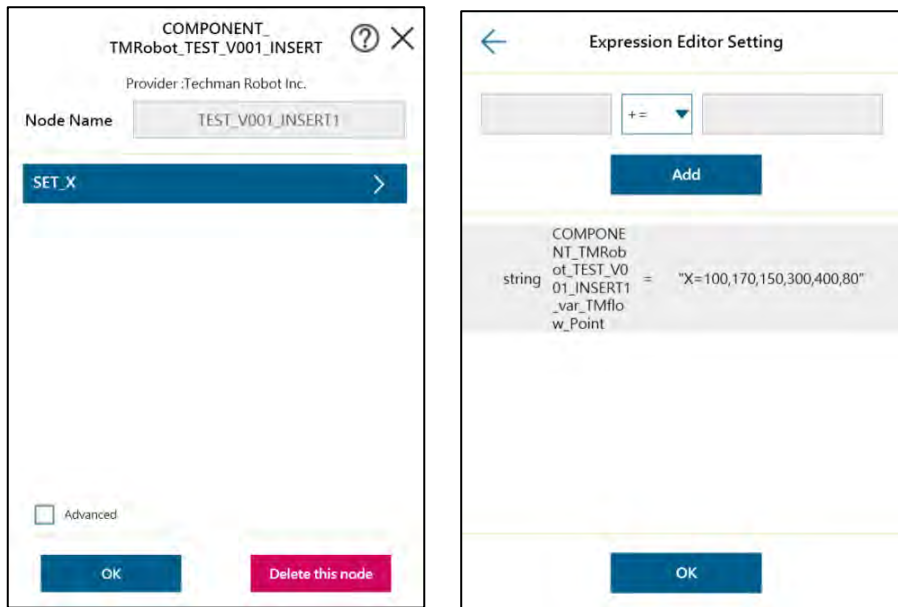 COMPONENT_
TMRobot_TEST_V001_INSERT
?
Provider :Techman Robot Inc.
Node Name
TEST_V001_INSERT1
SET_X
Advanced
OK
Delete this node
Expression Editor Setting
+=
Add
string
COMPONE
NT_TMRob
ot_TEST_V0
01_INSERT1
_var_TMflo
w_Point
=
"X=100,170,150,300,400,80"
OK